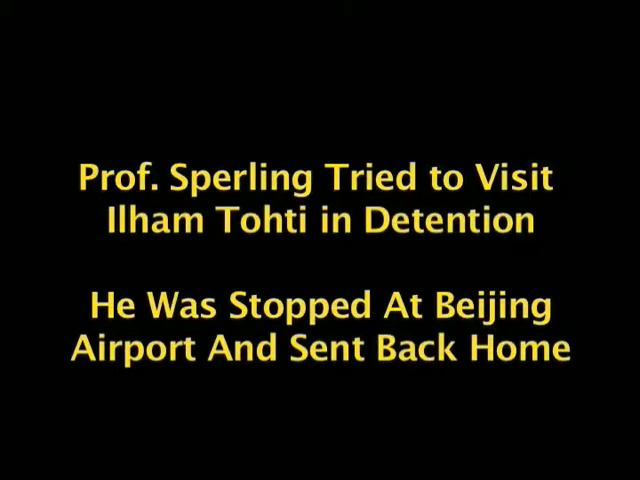 Prof. Sperling Tried to Visit
Ilham Tohti in Detention
He Was Stopped At Beijing
Airport And Sent Back Home